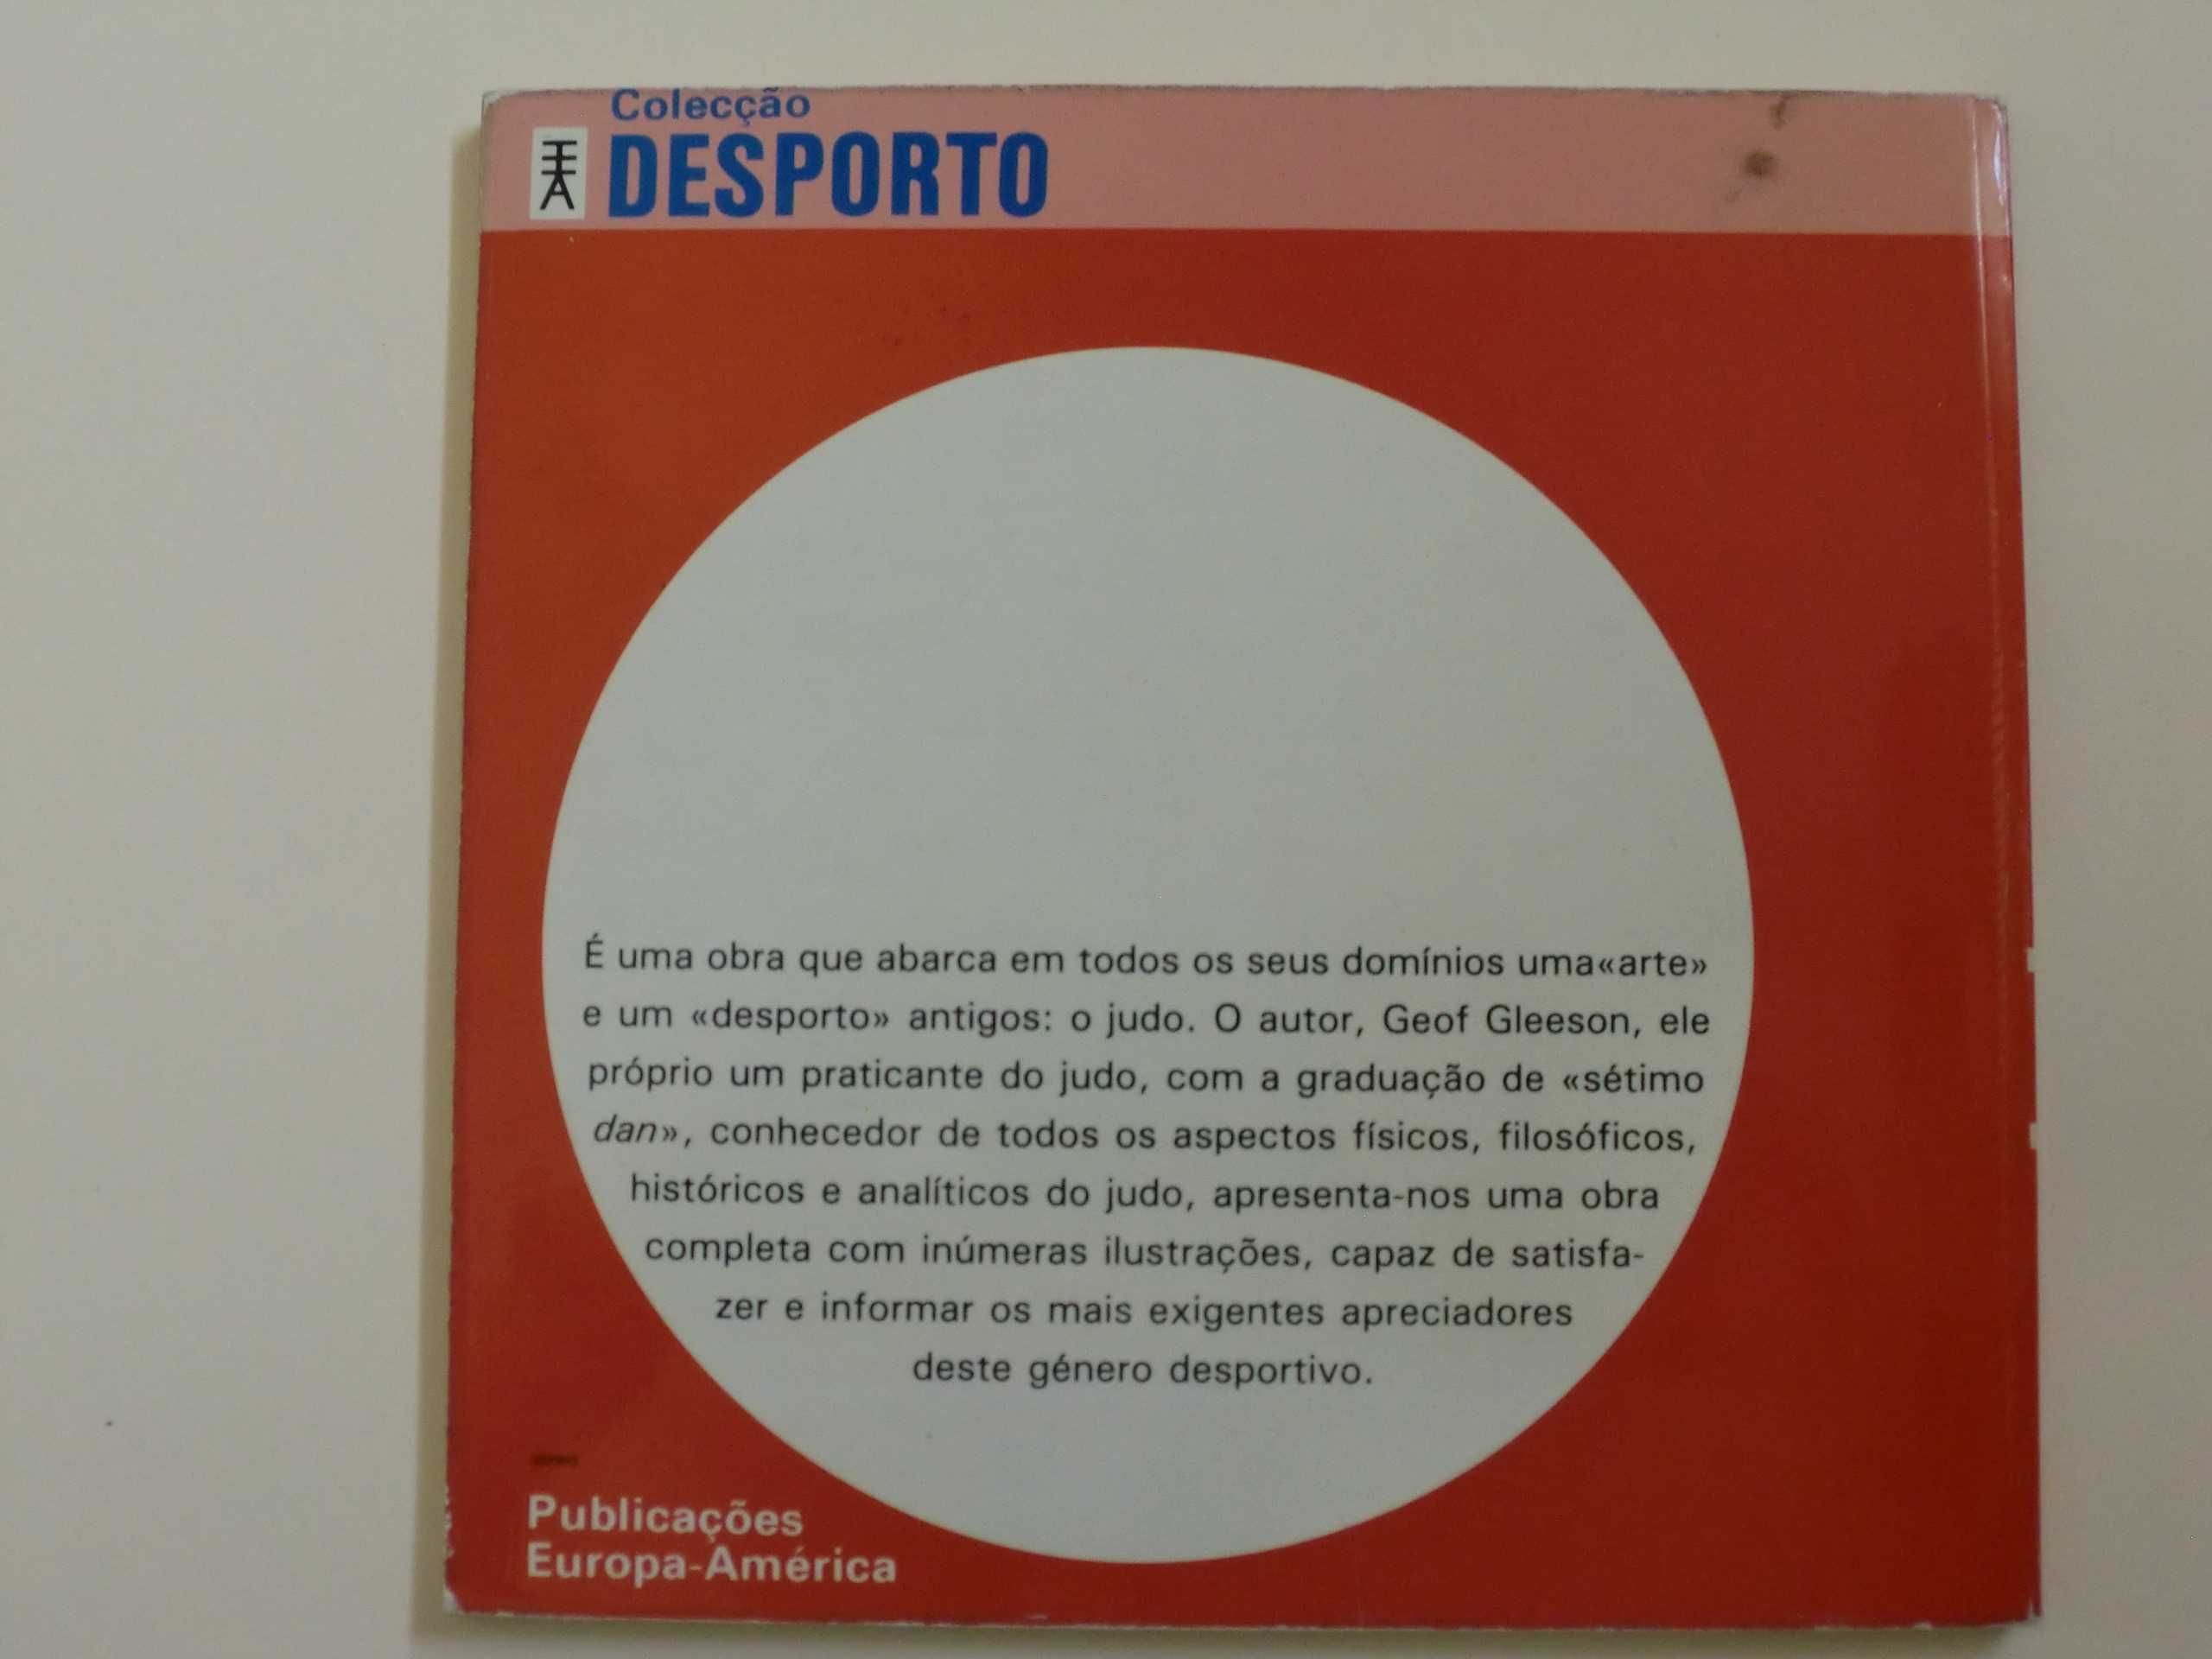 Colecção
DESPORTO
É uma obra que abarca em todos os seus domínios uma«arte»
e um «desporto» antigos: o judo. O autor, Geof Gleeson, ele
próprio um praticante do judo, com a graduação de «sétimo
dan», conhecedor de todos os aspectos físicos, filosóficos,
históricos e analíticos do judo, apresenta-nos uma obra
completa com inúmeras ilustrações, capaz de satisfa-
zer e informar os mais exigentes apreciadores
deste género desportivo.
Publicações
Europa-América